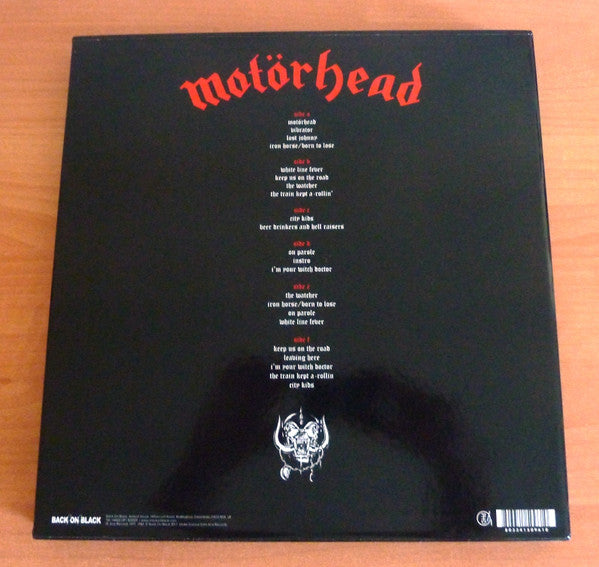 motörhead
side a
motörhead
vibrator
lost johnny
iron horse/born to lose
side b
white line fever
keep us on the road
the watcher
the train kept a-rollin'
side c
city kids
beer drinkers and hell raisers
side d
on parole
instro
i'm your witch doctor
side e
the watcher
iron horse/born to lose
on parole
white line fever
side f
keep us on the road
leaving here
i'm your witch doctor
the train kept a-rollin
city kids
BACK ON BLACK